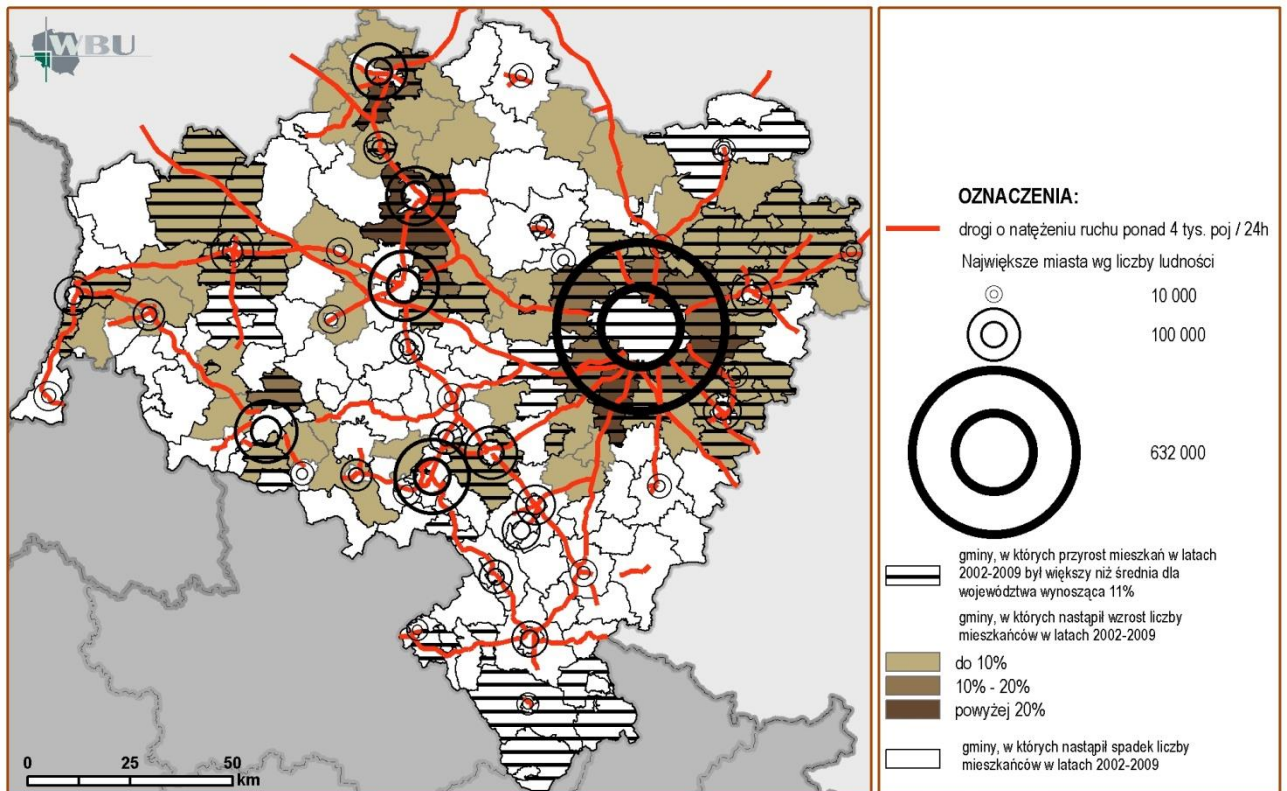 WBU
0 25 50
km
OZNACZENIA:
drogi o natężeniu ruchu ponad 4 tys. poj / 24h
Największe miasta wg liczby ludności
10 000
100 000
632 000
gminy, w których przyrost mieszkań w latach
2002-2009 był większy niż średnia dla
województwa wynosząca 11%
gminy, w których nastąpił wzrost liczby
mieszkańców w latach 2002-2009
do 10%
10% - 20%
powyżej 20%
gminy, w których nastąpił spadek liczby
mieszkańców w latach 2002-2009